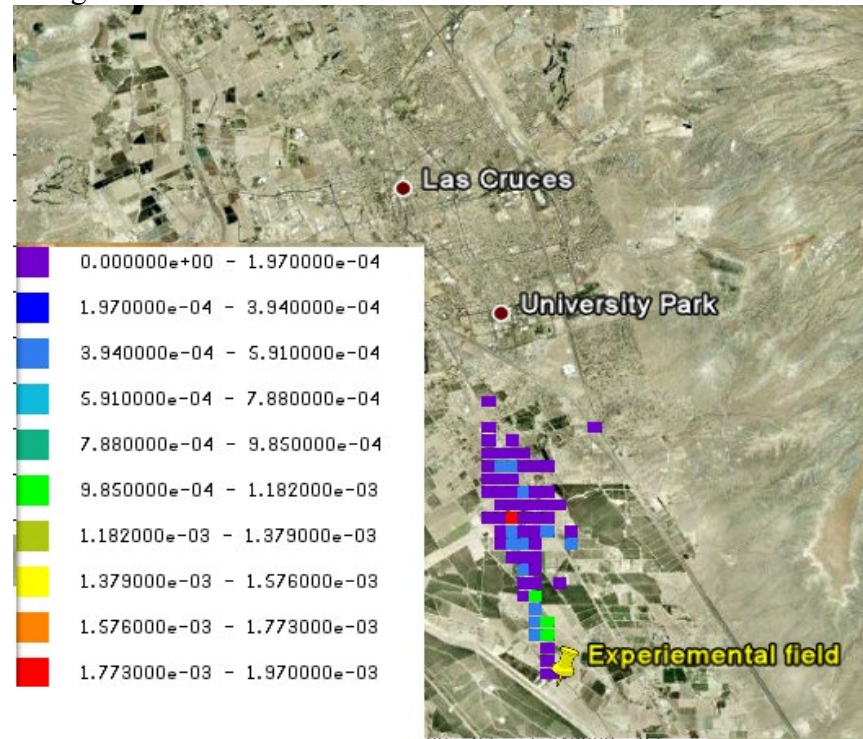 Las Cruces
University Park
0.000000e+00 - 1.970000e-04
1.970000e-04 - 3.940000e-04
3.940000e-04 - 5.910000e-04
5.910000e-04 - 7.880000e-04
7.880000e-04 - 9.850000e-04
9.850000e-04 - 1.182000e-03
1.182000e-03 - 1.379000e-03
1.379000e-03 - 1.576000e-03
1.576000e-03 - 1.773000e-03
1.773000e-03 - 1.970000e-03
Experiemental field